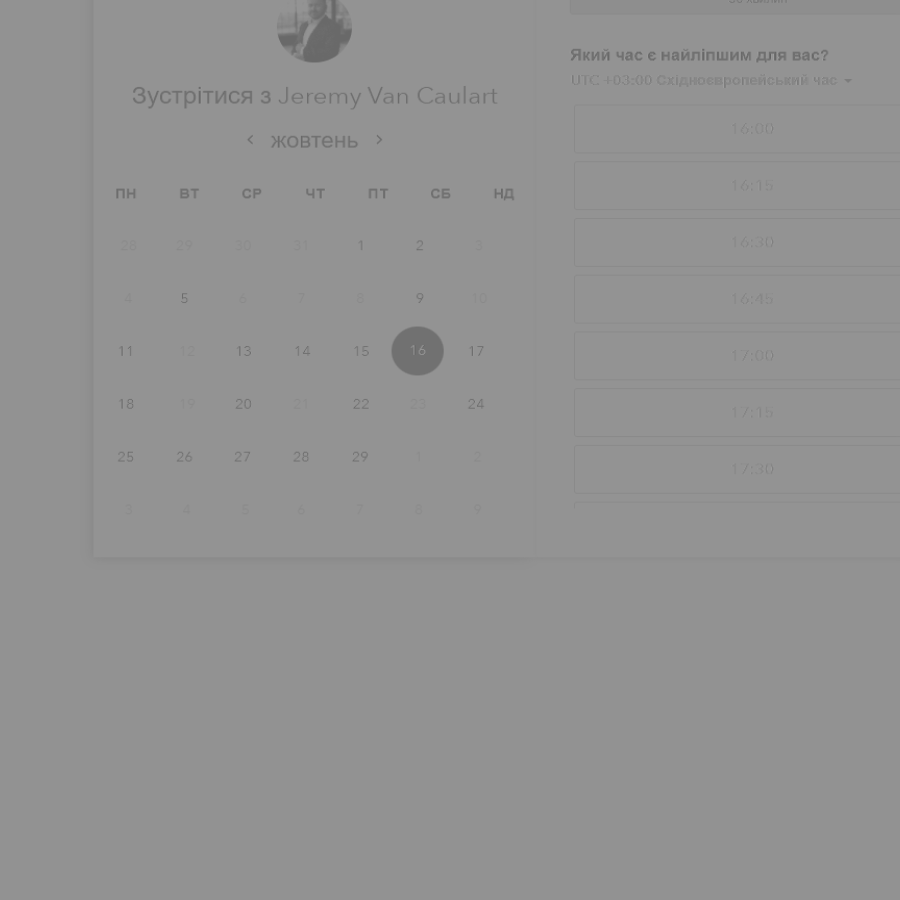 Зустрітися з Jeremy Van Caulart
‹ жовтень ›
ПН ВТ СР ЧТ ПТ СБ НД
28 29 30 31 1 2 3
4 5 6 7 8 9 10
11 12 13 14 15 16 17
18 19 20 21 22 23 24
25 26 27 28 29 1 2
3 4 5 6 7 8 9
Який час є найліпшим для вас?
UTC +03:00 Східноєвропейський час
16:00
16:15
16:30
16:45
17:00
17:15
17:30